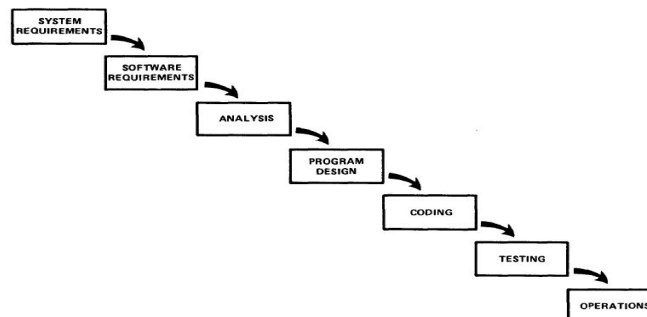 SYSTEM
REQUIREMENTS
SOFTWARE
REQUIREMENTS
ANALYSIS
PROGRAM
DESIGN
CODING
TESTING
OPERATIONS